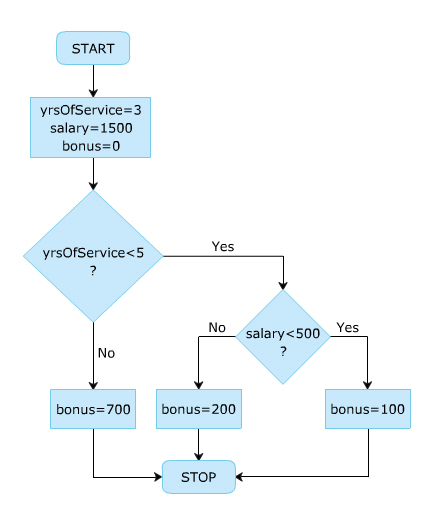 START
yrsOfService=3
salary=1500
bonus=0
yrsOfService<5
?
Yes
No
salary<500
?
No
Yes
bonus=700
bonus=200
bonus=100
STOP